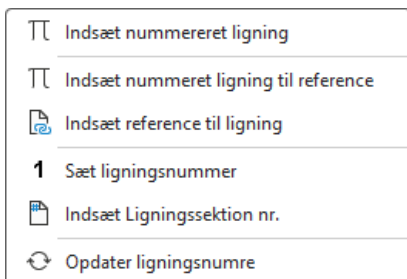 Indsæt nummereret ligning
Indsæt nummeret ligning til reference
Indsæt reference til ligning
1 Sæt ligningsnummer
Indsæt Ligningssektion nr.
Opdater ligningsnumre